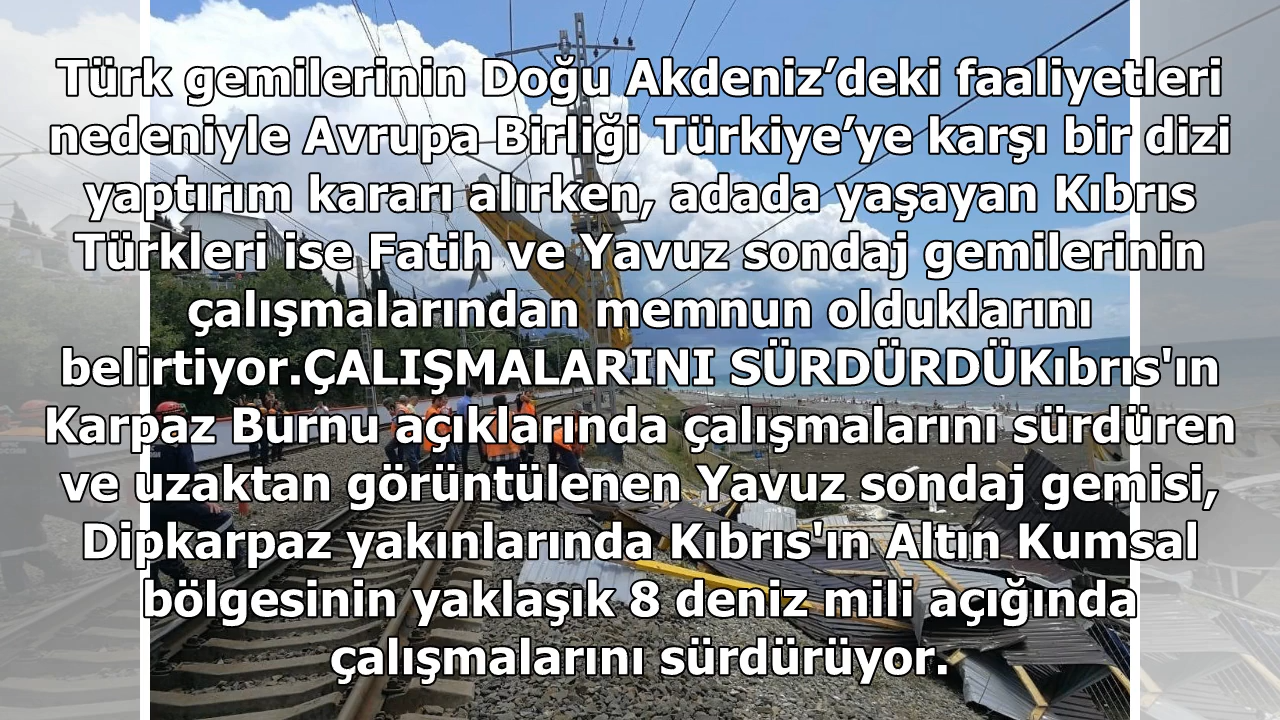 Türk gemilerinin Doğu Akdeniz’deki faaliyetleri
nedeniyle Avrupa Birliği Türkiye’ye karşı bir dizi
yaptırım kararı alırken, adada yaşayan Kıbrıs
Türkleri ise Fatih ve Yavuz sondaj gemilerinin
çalışmalarından memnun olduklarını
belirtiyor.ÇALIŞMALARINI SÜRDÜRDÜKıbrıs'ın
Karpaz Burnu açıklarında çalışmalarını sürdüren
ve uzaktan görüntülenen Yavuz sondaj gemisi,
Dipkarpaz yakınlarında Kıbrıs'ın Altın Kumsal
bölgesinin yaklaşık 8 deniz mili açığında
çalışmalarını sürdürüyor.